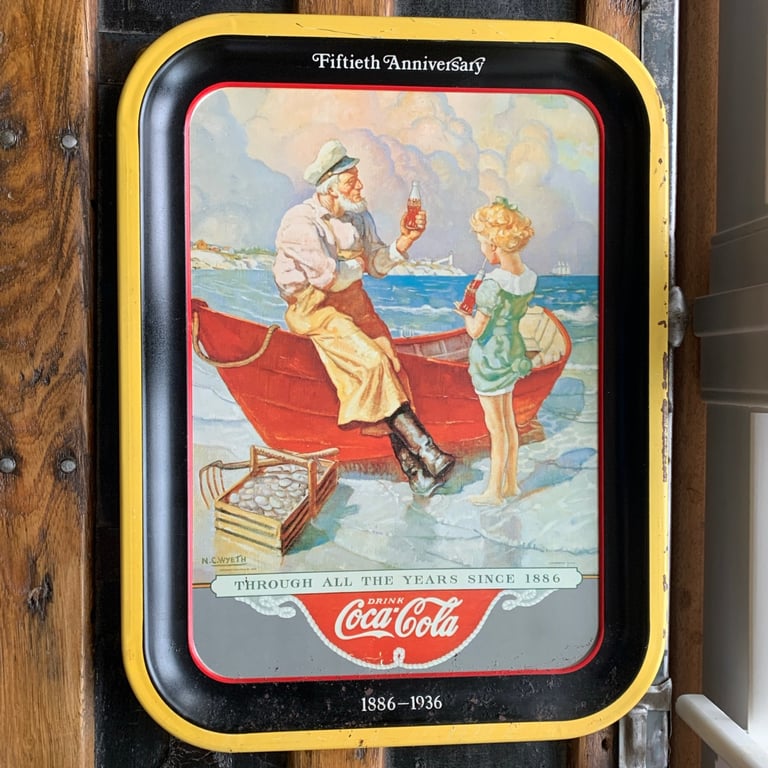 Fiftieth Anniversary
N.C. WYETH
THROUGH ALL THE YEARS SINCE 1886
DRINK
Coca-Cola
1886–1936